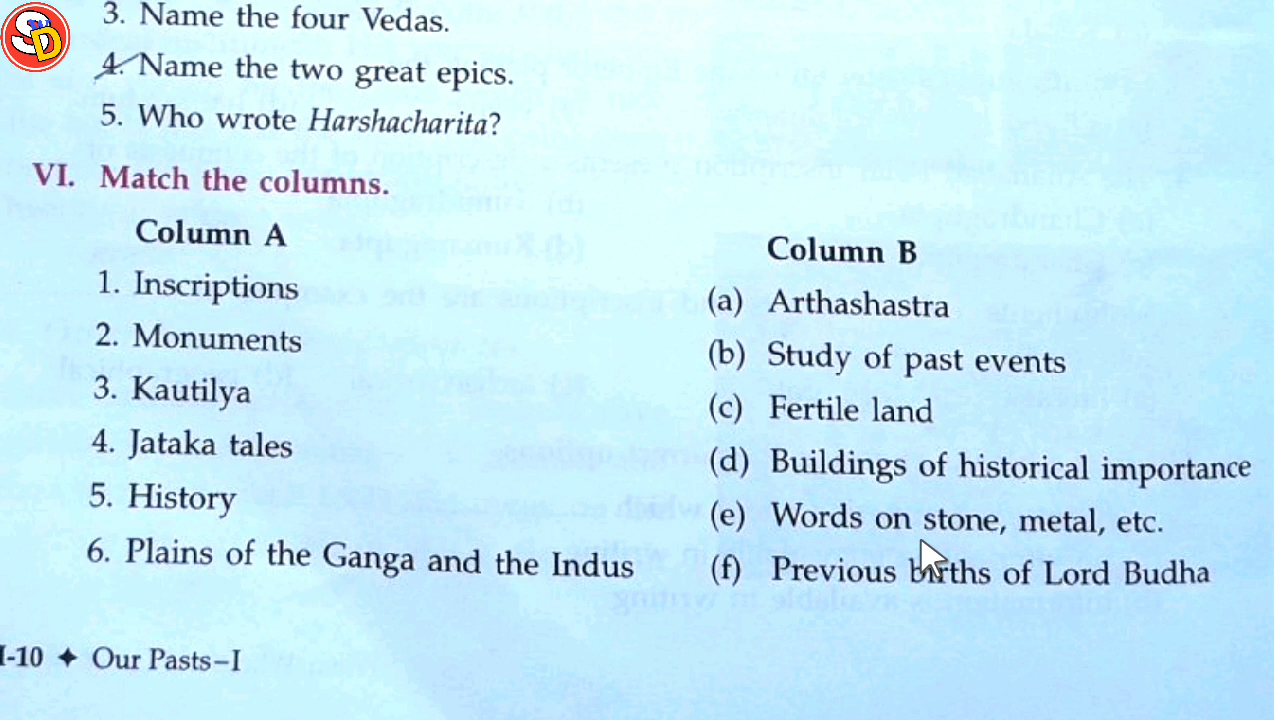 SD
3. Name the four Vedas.
4. Name the two great epics.
5. Who wrote Harshacharita?
VI. Match the columns.
Column A
1. Inscriptions
2. Monuments
3. Kautilya
4. Jataka tales
5. History
6. Plains of the Ganga and the Indus
Column B
(a) Arthashastra
(b) Study of past events
(c) Fertile land
(d) Buildings of historical importance
(e) Words on stone, metal, etc.
(f) Previous births of Lord Budha
I-10 ✦ Our Pasts–I